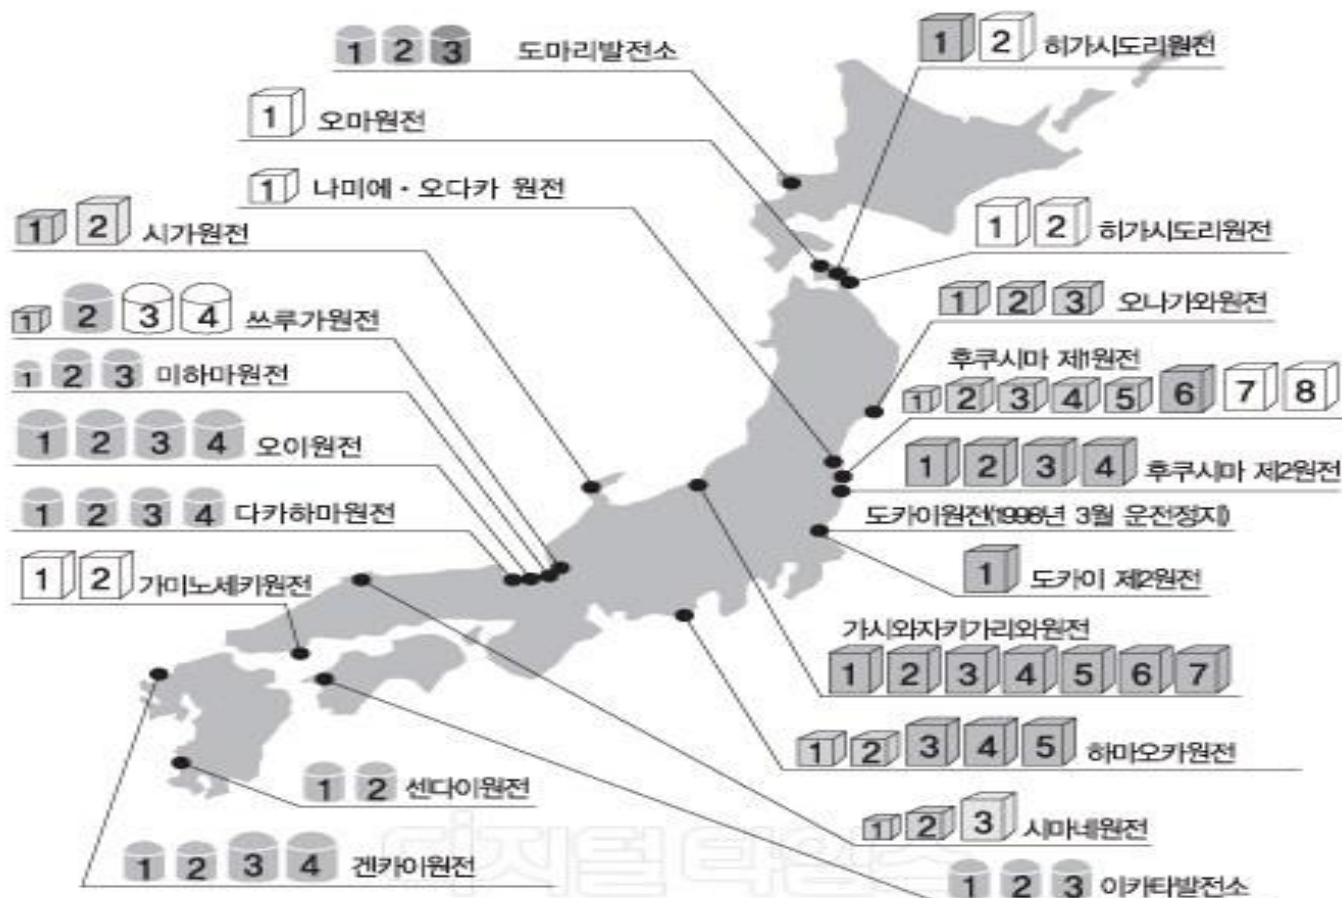 1 2 3 도마리발전소
1 2 히가시도리원전
1 오마원전
1 나미에·오다카 원전
1 2 시가원전
1 2 히가시도리원전
1 2 3 오나가와원전
1 2 3 4 쓰루가원전
후쿠시마 제1원전
1 2 3 4 5 6 7 8
1 2 3 미하마원전
1 2 3 4 오이원전
1 2 3 4 후쿠시마 제2원전
1 2 3 4 다카하마원전
도카이원전(1998년 3월 운전정지)
1 2 가미노세키원전
1 도카이 제2원전
가시와자키가리와원전
1 2 3 4 5 6 7
1 2 3 4 5 하마오카원전
1 2 센다이원전
1 2 3 시마네원전
1 2 3 4 겐카이원전
1 2 3 이카타발전소
디지털타임스